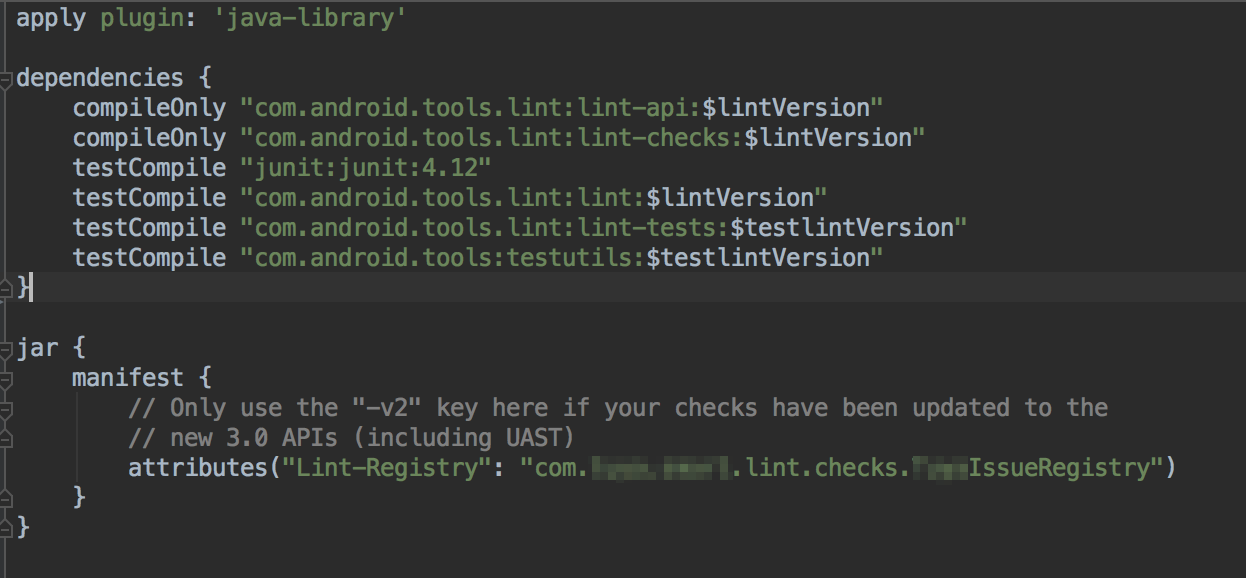 apply plugin: 'java-library'
dependencies {
compileOnly "com.android.tools.lint:lint-api:$lintVersion"
compileOnly "com.android.tools.lint:lint-checks:$lintVersion"
testCompile "junit:junit:4.12"
testCompile "com.android.tools.lint:lint:$lintVersion"
testCompile "com.android.tools.lint:lint-tests:$testlintVersion"
testCompile "com.android.tools:testutils:$testlintVersion"
}
jar {
manifest {
// Only use the "-v2" key here if your checks have been updated to the
// new 3.0 APIs (including UAST)
attributes("Lint-Registry": "com. .lint.checks. IssueRegistry")
}
}